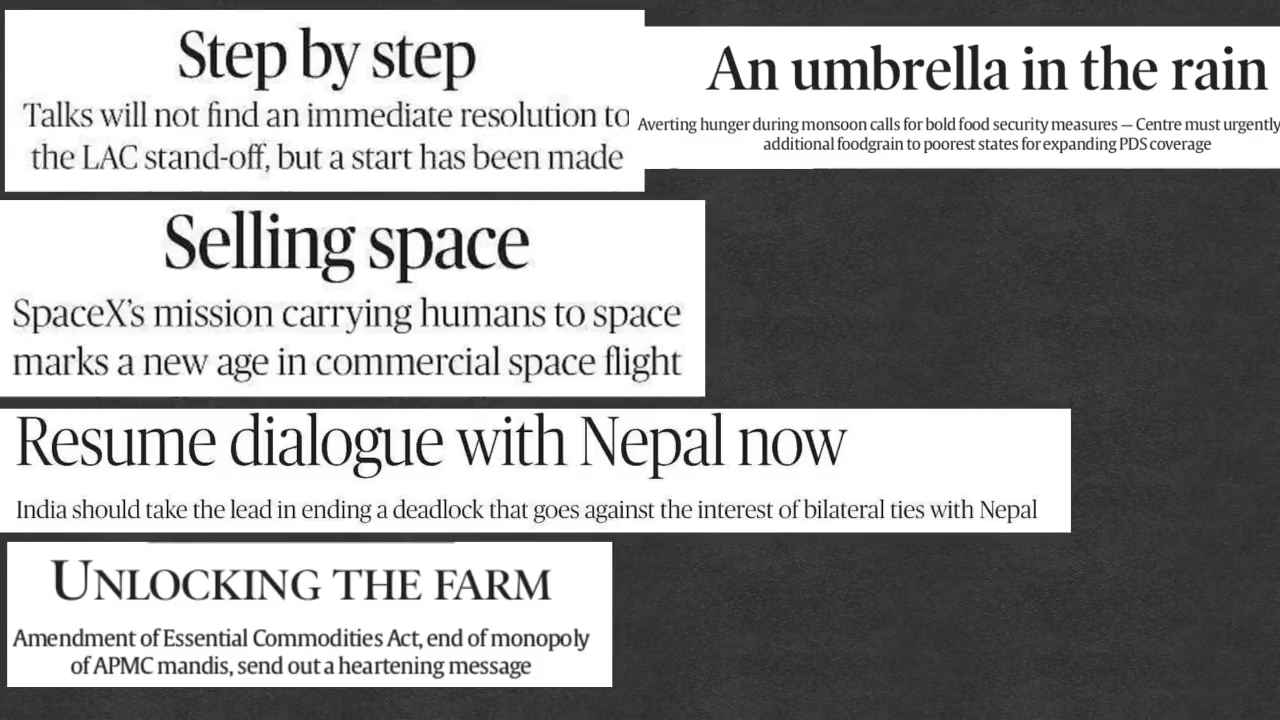 Step by step
Talks will not find an immediate resolution to
the LAC stand-off, but a start has been made
An umbrella in the rain
Averting hunger during monsoon calls for bold food security measures — Centre must urgently
additional foodgrain to poorest states for expanding PDS coverage
Selling space
SpaceX's mission carrying humans to space
marks a new age in commercial space flight
Resume dialogue with Nepal now
India should take the lead in ending a deadlock that goes against the interest of bilateral ties with Nepal
UNLOCKING THE FARM
Amendment of Essential Commodities Act, end of monopoly
of APMC mandis, send out a heartening message